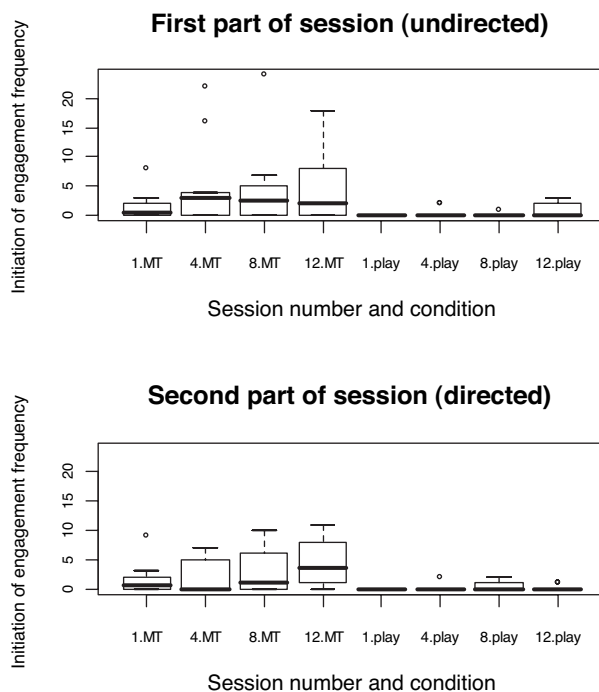 First part of session (undirected)
Initiation of engagement frequency
20
15
10
5
0
1.MT 4.MT 8.MT 12.MT 1.play 4.play 8.play 12.play
Session number and condition
Second part of session (directed)
Initiation of engagement frequency
20
15
10
5
0
1.MT 4.MT 8.MT 12.MT 1.play 4.play 8.play 12.play
Session number and condition